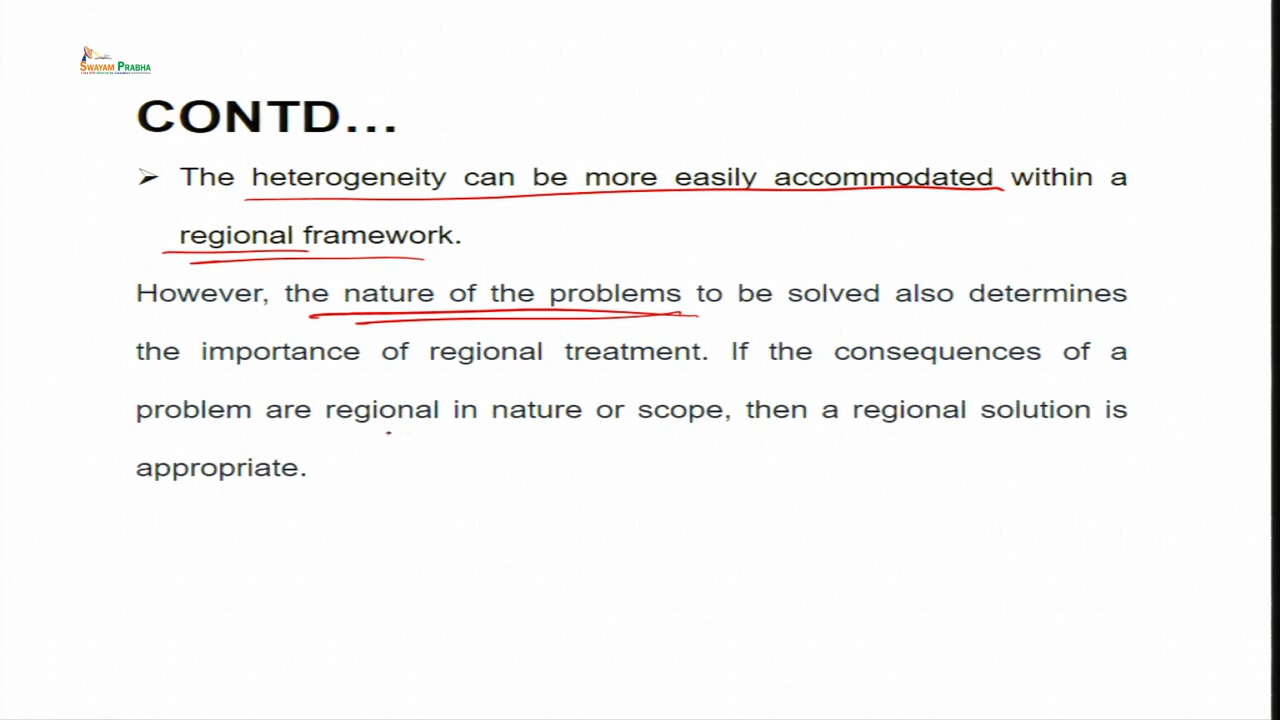 SWAYAM PRABHA
CONTD...
➢ The heterogeneity can be more easily accommodated within a
regional framework.
However, the nature of the problems to be solved also determines
the importance of regional treatment. If the consequences of a
problem are regional in nature or scope, then a regional solution is
appropriate.